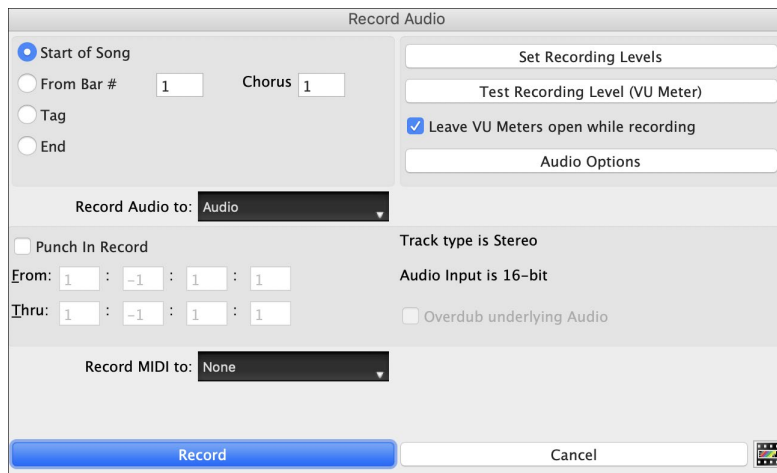 Record Audio
Start of Song
From Bar # 1 Chorus 1
Tag
End
Set Recording Levels
Test Recording Level (VU Meter)
Leave VU Meters open while recording
Audio Options
Record Audio to: Audio
Punch In Record
From: 1 : -1 : 1 : 1
Thru: 1 : -1 : 1 : 1
Track type is Stereo
Audio Input is 16-bit
Overdub underlying Audio
Record MIDI to: None
Record
Cancel